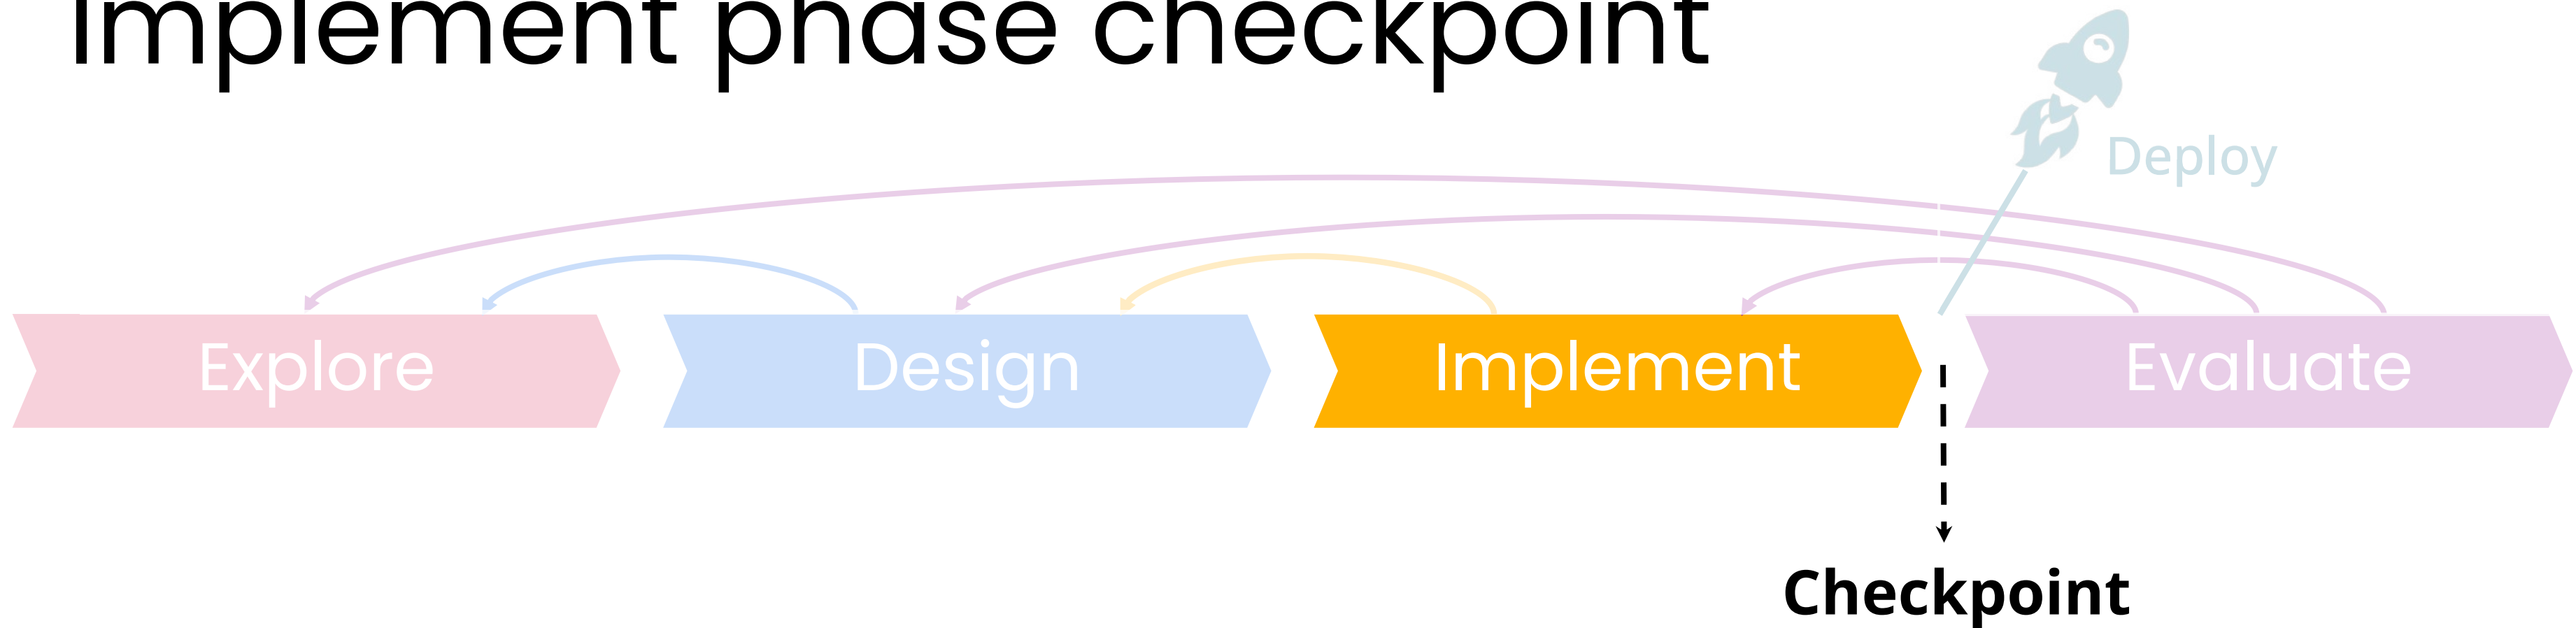 Implement phase checkpoint
Deploy
Explore
Design
Implement
Evaluate
Checkpoint